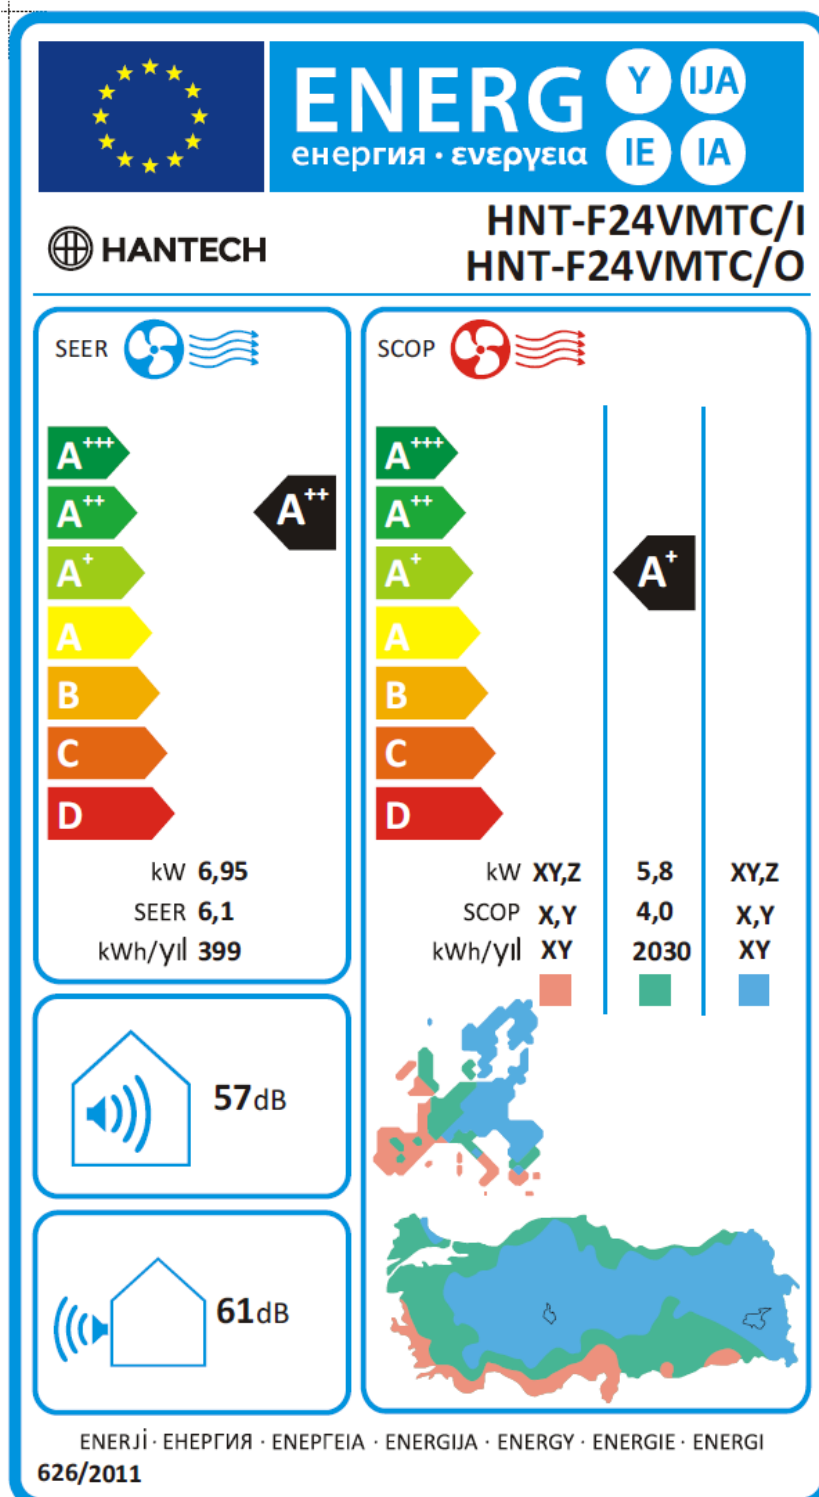 ENERG Y IJA
енергия · ενεργεια IE IA
HNT-F24VMTC/I
HANTECH
HNT-F24VMTC/O
SEER
A+++
A++
A+
A
B
C
D
A++
kW 6,95
SEER 6,1
kWh/yıl 399
SCOP
A+++
A++
A+
A
B
C
D
A+
kW XY,Z 5,8 XY,Z
SCOP X,Y 4,0 X,Y
kWh/yıl XY 2030 XY
57dB
61dB
ENERJİ · ЕНЕРГИЯ · ΕΝΕΡΓΕΙΑ · ENERGIJA · ENERGY · ENERGIE · ENERGI
626/2011